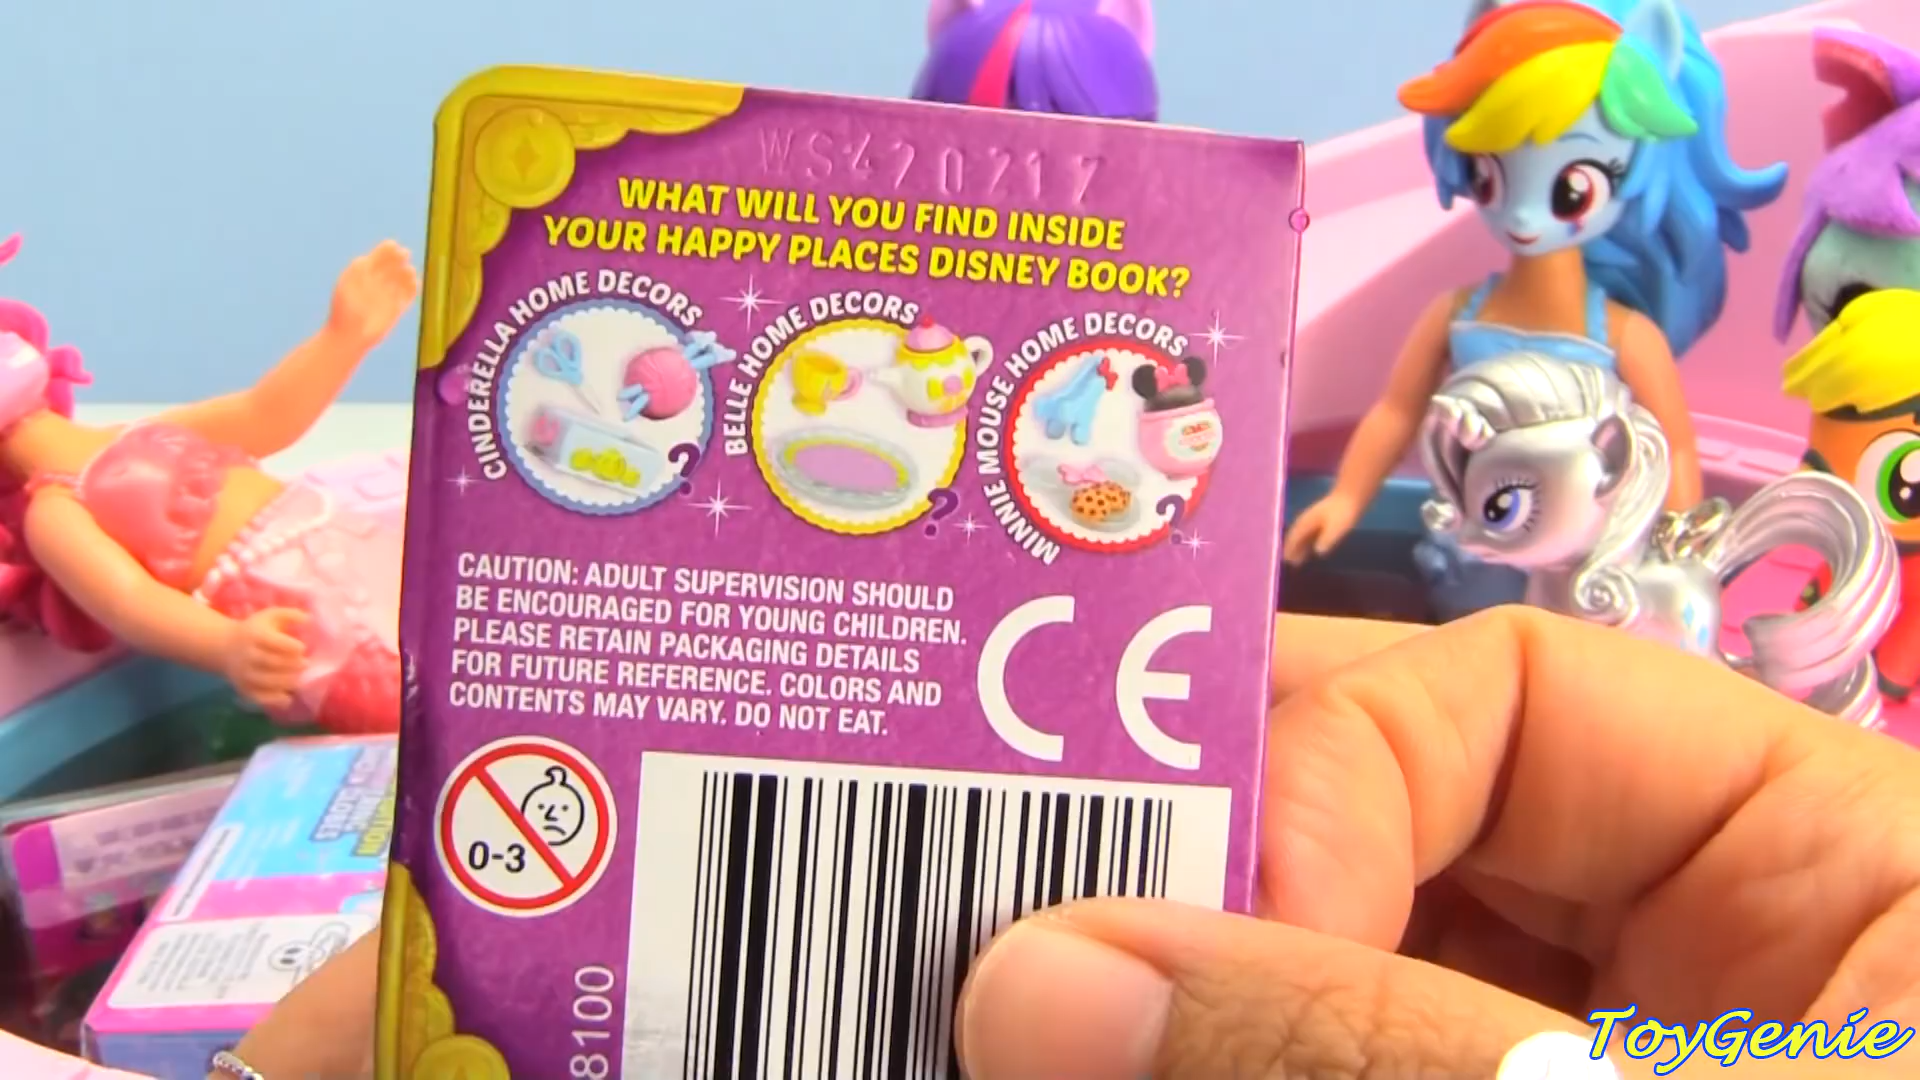 WS420217
WHAT WILL YOU FIND INSIDE
YOUR HAPPY PLACES DISNEY BOOK?
CINDERELLA HOME DECORS
?
BELLE HOME DECORS
?
MINNIE MOUSE HOME DECORS
?
CAUTION: ADULT SUPERVISION SHOULD
BE ENCOURAGED FOR YOUNG CHILDREN.
PLEASE RETAIN PACKAGING DETAILS
FOR FUTURE REFERENCE. COLORS AND
CONTENTS MAY VARY. DO NOT EAT.
CE
0-3
8100
ToyGenie